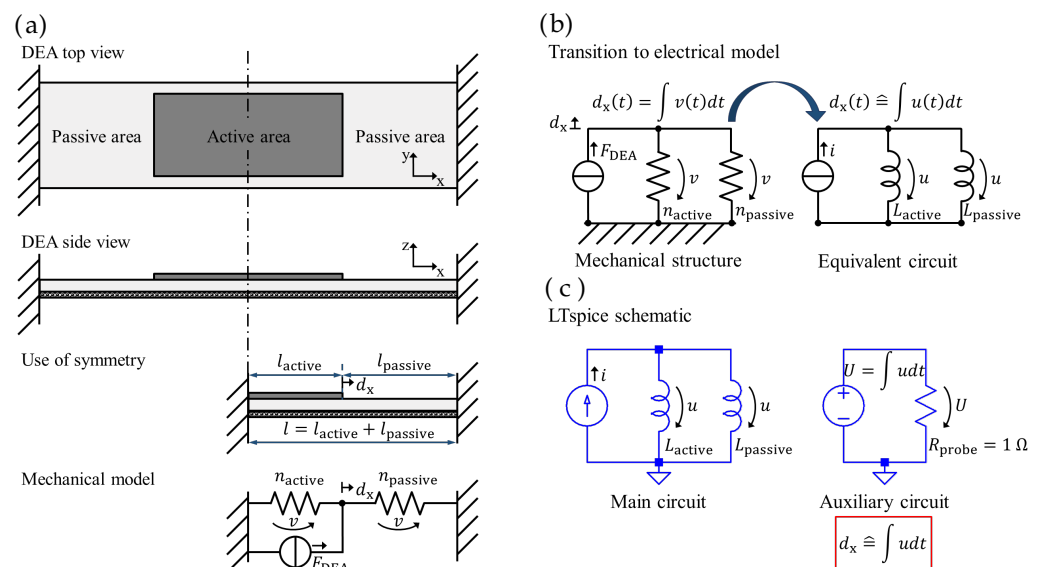 (a)
DEA top view
Passive area
Active area
Passive area
y
x
DEA side view
z
x
Use of symmetry
l_active
l_passive
d_x
l = l_active + l_passive
Mechanical model
n_active
d_x
n_passive
v
v
F_DEA
(b)
Transition to electrical model
d_x(t) = ∫ v(t)dt
d_x(t) ≙ ∫ u(t)dt
d_x
F_DEA
v
v
n_active
n_passive
i
u
u
L_active
L_passive
Mechanical structure
Equivalent circuit
(c)
LTspice schematic
i
u
u
L_active
L_passive
Main circuit
U = ∫ udt
+
−
U
R_probe = 1 Ω
Auxiliary circuit
d_x ≙ ∫ udt